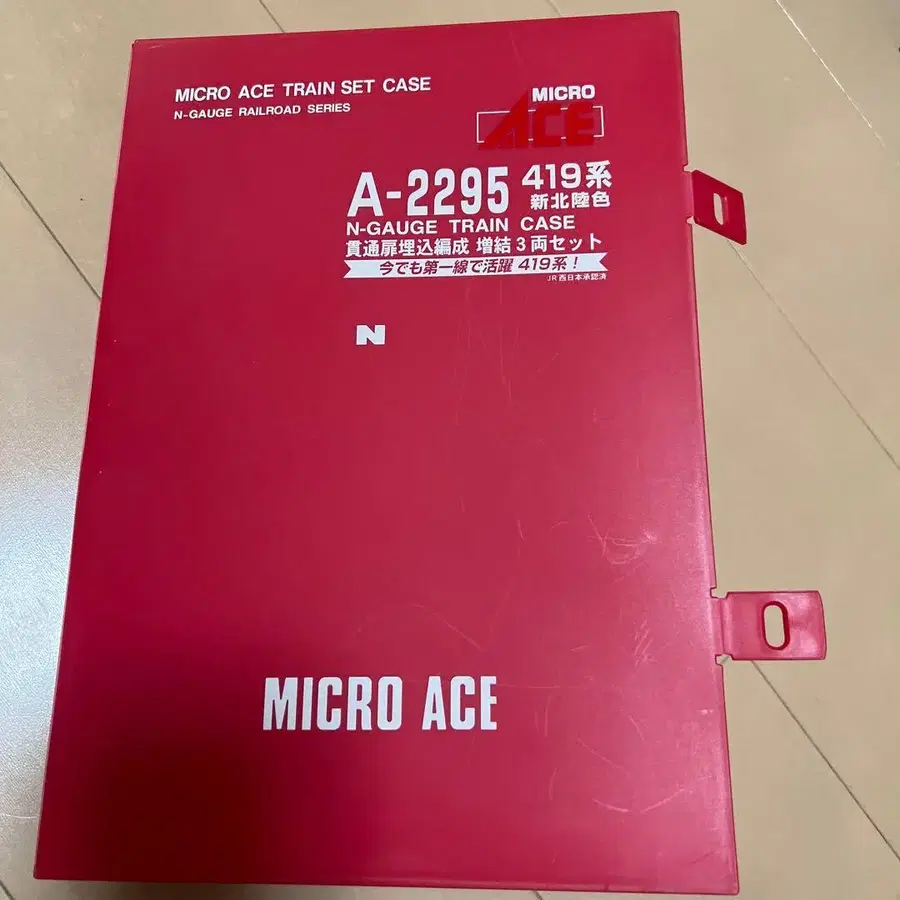 MICRO ACE TRAIN SET CASE
N-GAUGE RAILROAD SERIES
MICRO
ACE
A-2295 419系
新北陸色
N-GAUGE TRAIN CASE
貫通扉埋込編成 増結3両セット
今でも第一線で活躍 419系!
JR西日本承認済
N
MICRO ACE